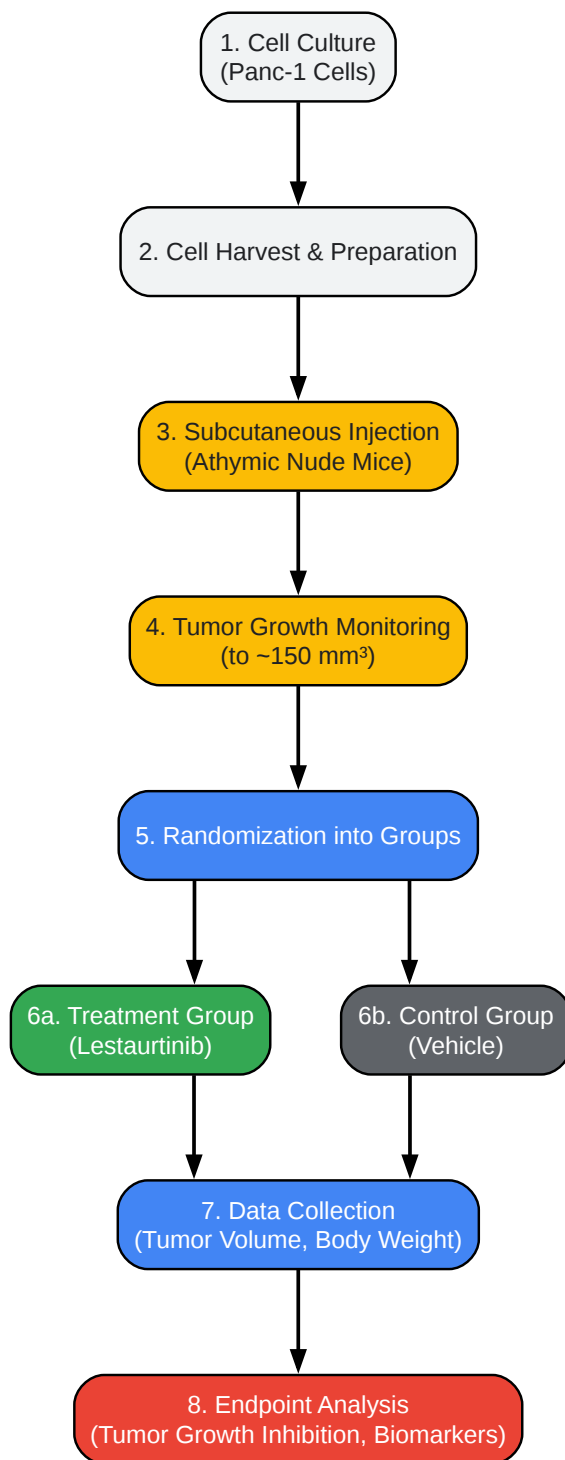 1. Cell Culture
(Panc-1 Cells)
2. Cell Harvest & Preparation
3. Subcutaneous Injection
(Athymic Nude Mice)
4. Tumor Growth Monitoring
(to ~150 mm³)
5. Randomization into Groups
6a. Treatment Group
(Lestaurtinib)
6b. Control Group
(Vehicle)
7. Data Collection
(Tumor Volume, Body Weight)
8. Endpoint Analysis
(Tumor Growth Inhibition, Biomarkers)